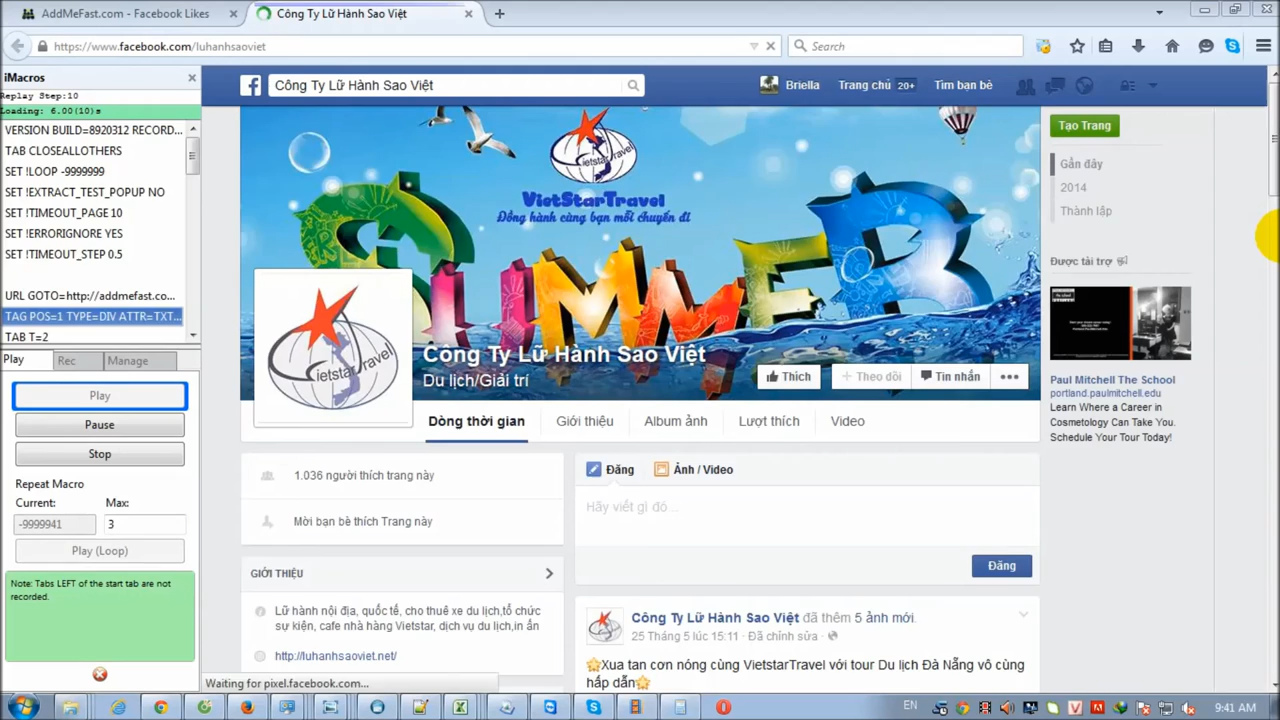 AddMeFast.com - Facebook Likes
Công Ty Lữ Hành Sao Việt
https://www.facebook.com/luhanhsaoviet
Search
iMacros
Replay Step:10
Loading: 6.00(10)s
VERSION BUILD=8920312 RECORD...
TAB CLOSEALLOTHERS
SET !LOOP -9999999
SET !EXTRACT_TEST_POPUP NO
SET !TIMEOUT_PAGE 10
SET !ERRORIGNORE YES
SET !TIMEOUT_STEP 0.5
URL GOTO=http://addmefast.co...
TAG POS=1 TYPE=DIV ATTR=TXT...
TAB T=2
Play
Rec
Manage
Play
Pause
Stop
Repeat Macro
Current:
Max:
-9999941
3
Play (Loop)
Note: Tabs LEFT of the start tab are not
recorded.
Công Ty Lữ Hành Sao Việt
Briella
Trang chủ 20+
Tìm bạn bè
ietstarTravel
VietStarTravel
Đồng hành cùng bạn mỗi chuyến đi
SUMMER
ietstarTravel
Công Ty Lữ Hành Sao Việt
Du lịch/Giải trí
Thích
Theo dõi
Tin nhắn
Dòng thời gian
Giới thiệu
Album ảnh
Lượt thích
Video
1.036 người thích trang này
Mời bạn bè thích Trang này
GIỚI THIỆU
Lữ hành nội địa, quốc tế, cho thuê xe du lịch,tổ chức
sự kiện, cafe nhà hàng Vietstar, dịch vụ du lịch,in ấn
http://luhanhsaoviet.net/
Đăng
Ảnh / Video
Hãy viết gì đó...
Đăng
Công Ty Lữ Hành Sao Việt đã thêm 5 ảnh mới.
25 Tháng 5 lúc 15:11 · Đã chỉnh sửa ·
Xua tan cơn nóng cùng VietstarTravel với tour Du lịch Đà Nẵng vô cùng
hấp dẫn
Tạo Trang
Gần đây
2014
Thành lập
Được tài trợ
Paul Mitchell The School
portland.paulmitchell.edu
Learn Where a Career in
Cosmetology Can Take You.
Schedule Your Tour Today!
Waiting for pixel.facebook.com...
EN
9:41 AM